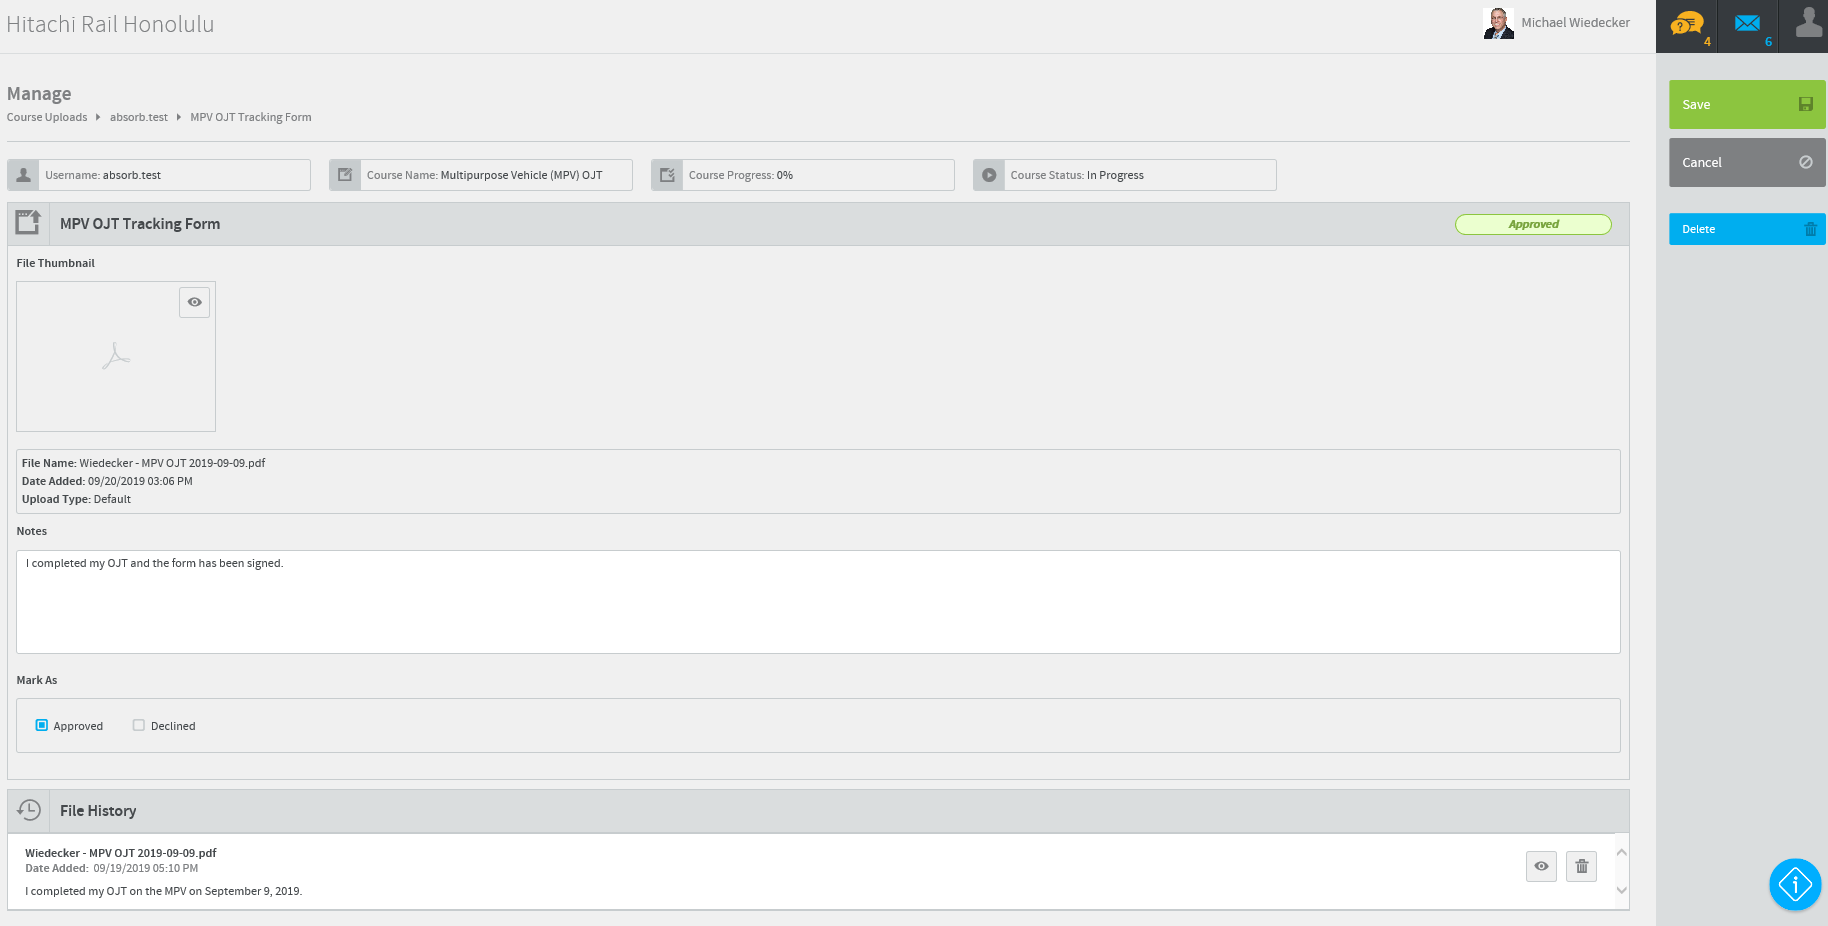 Hitachi Rail Honolulu
Michael Wiedecker
4
6
Manage
Course Uploads absorb.test MPV OJT Tracking Form
Save
Cancel
Delete
Username: absorb.test
Course Name: Multipurpose Vehicle (MPV) OJT
Course Progress: 0%
Course Status: In Progress
MPV OJT Tracking Form
Approved
File Thumbnail
File Name: Wiedecker - MPV OJT 2019-09-09.pdf
Date Added: 09/20/2019 03:06 PM
Upload Type: Default
Notes
I completed my OJT and the form has been signed.
Mark As
Approved
Declined
File History
Wiedecker - MPV OJT 2019-09-09.pdf
Date Added: 09/19/2019 05:10 PM
I completed my OJT on the MPV on September 9, 2019.